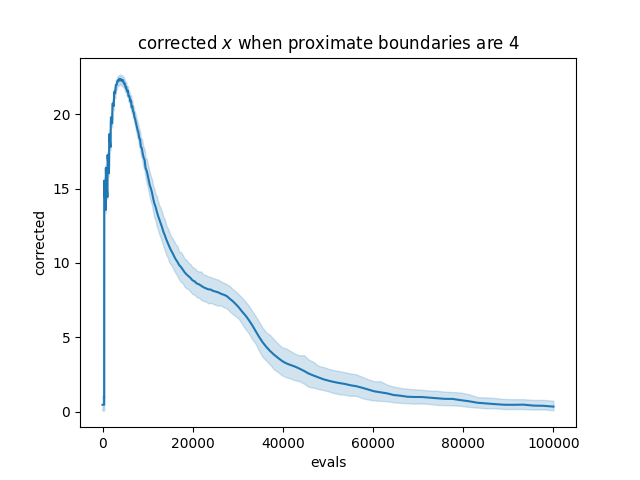 corrected x when proximate boundaries are 4
corrected
20
15
10
5
0
0 20000 40000 60000 80000 100000
evals